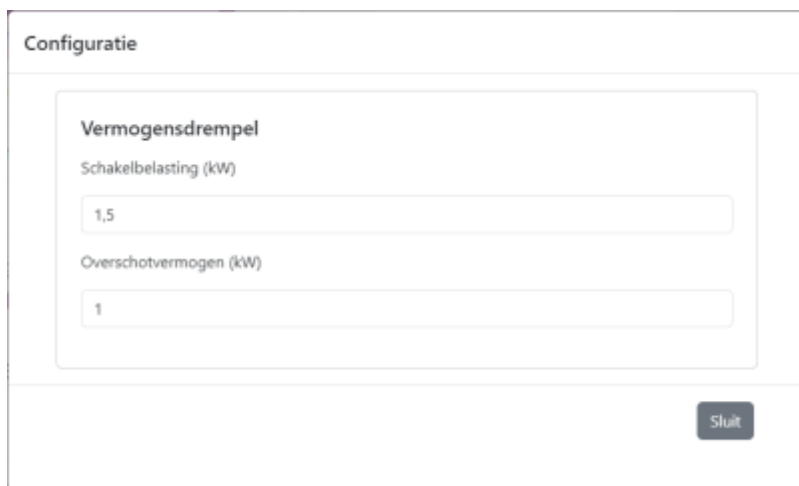 Configuratie
Vermogensdrempel
Schakelbelasting (kW)
1,5
Overschotvermogen (kW)
1
Sluit